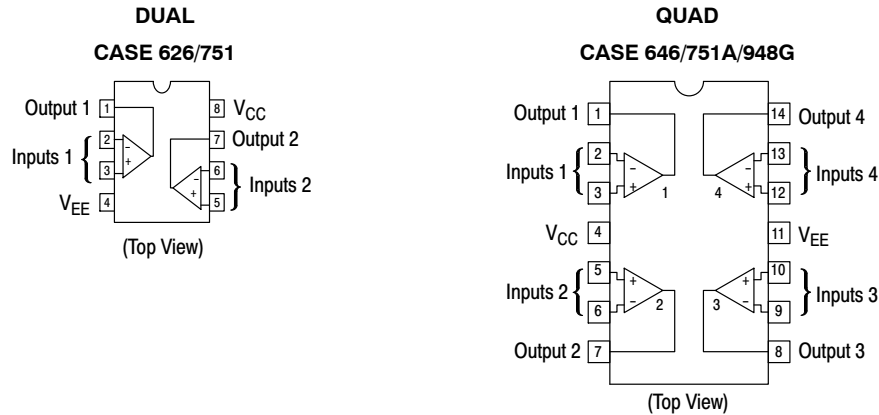 DUAL
CASE 626/751
Output 1 1 8 VCC
2 7 Output 2
Inputs 1 { - +
3 6
- + } Inputs 2
VEE 4 5
(Top View)
QUAD
CASE 646/751A/948G
Output 1 1 14 Output 4
2 13
Inputs 1 { - + - + } Inputs 4
3 1 4 12
VCC 4 11 VEE
5 10
Inputs 2 { + - + - } Inputs 3
6 2 3 9
Output 2 7 8 Output 3
(Top View)